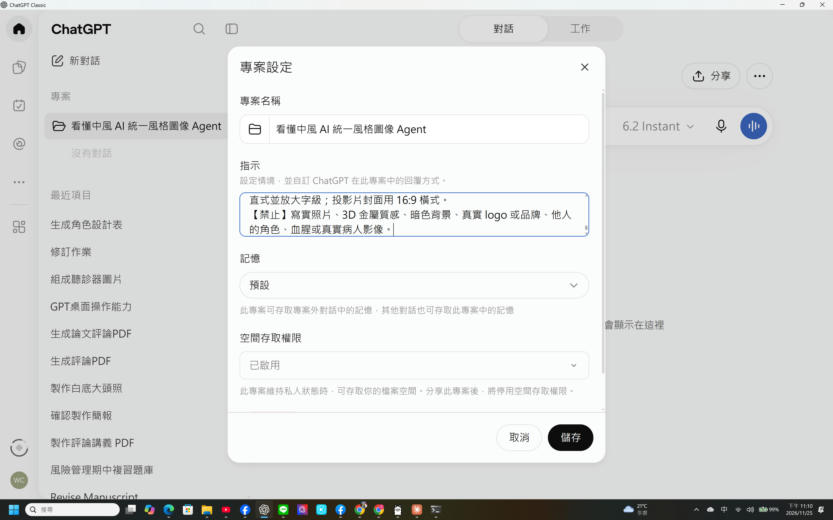 ChatGPT Classic
ChatGPT
對話
工作
新對話
專案
看懂中風 AI 統一風格圖像 Agent
沒有對話
最近項目
生成角色設計表
修訂作業
組成聽診器圖片
GPT桌面操作能力
生成論文評論PDF
生成評論PDF
製作白底大頭照
確認製作簡報
製作評論講義 PDF
風險管理期中複習題庫
Revise Manuscript
WC
分享
6.2 Instant
會顯示在這裡
專案設定
專案名稱
看懂中風 AI 統一風格圖像 Agent
指示
設定情境，並自訂 ChatGPT 在此專案中的回覆方式。
直式並放大字級；投影片封面用 16:9 橫式。
【禁止】寫實照片、3D 金屬質感、暗色背景、真實 logo 或品牌、他人
的角色、血腥或真實病人影像。
記憶
預設
此專案可存取專案外對話中的記憶，其他對話也可存取此專案中的記憶
空間存取權限
已啟用
此專案維持私人狀態時，可存取你的檔案空間。分享此專案後，將停用空間存取權限。
取消
儲存
搜尋
21°C
多雲
中
99%
下午 11:10
2026/11/25